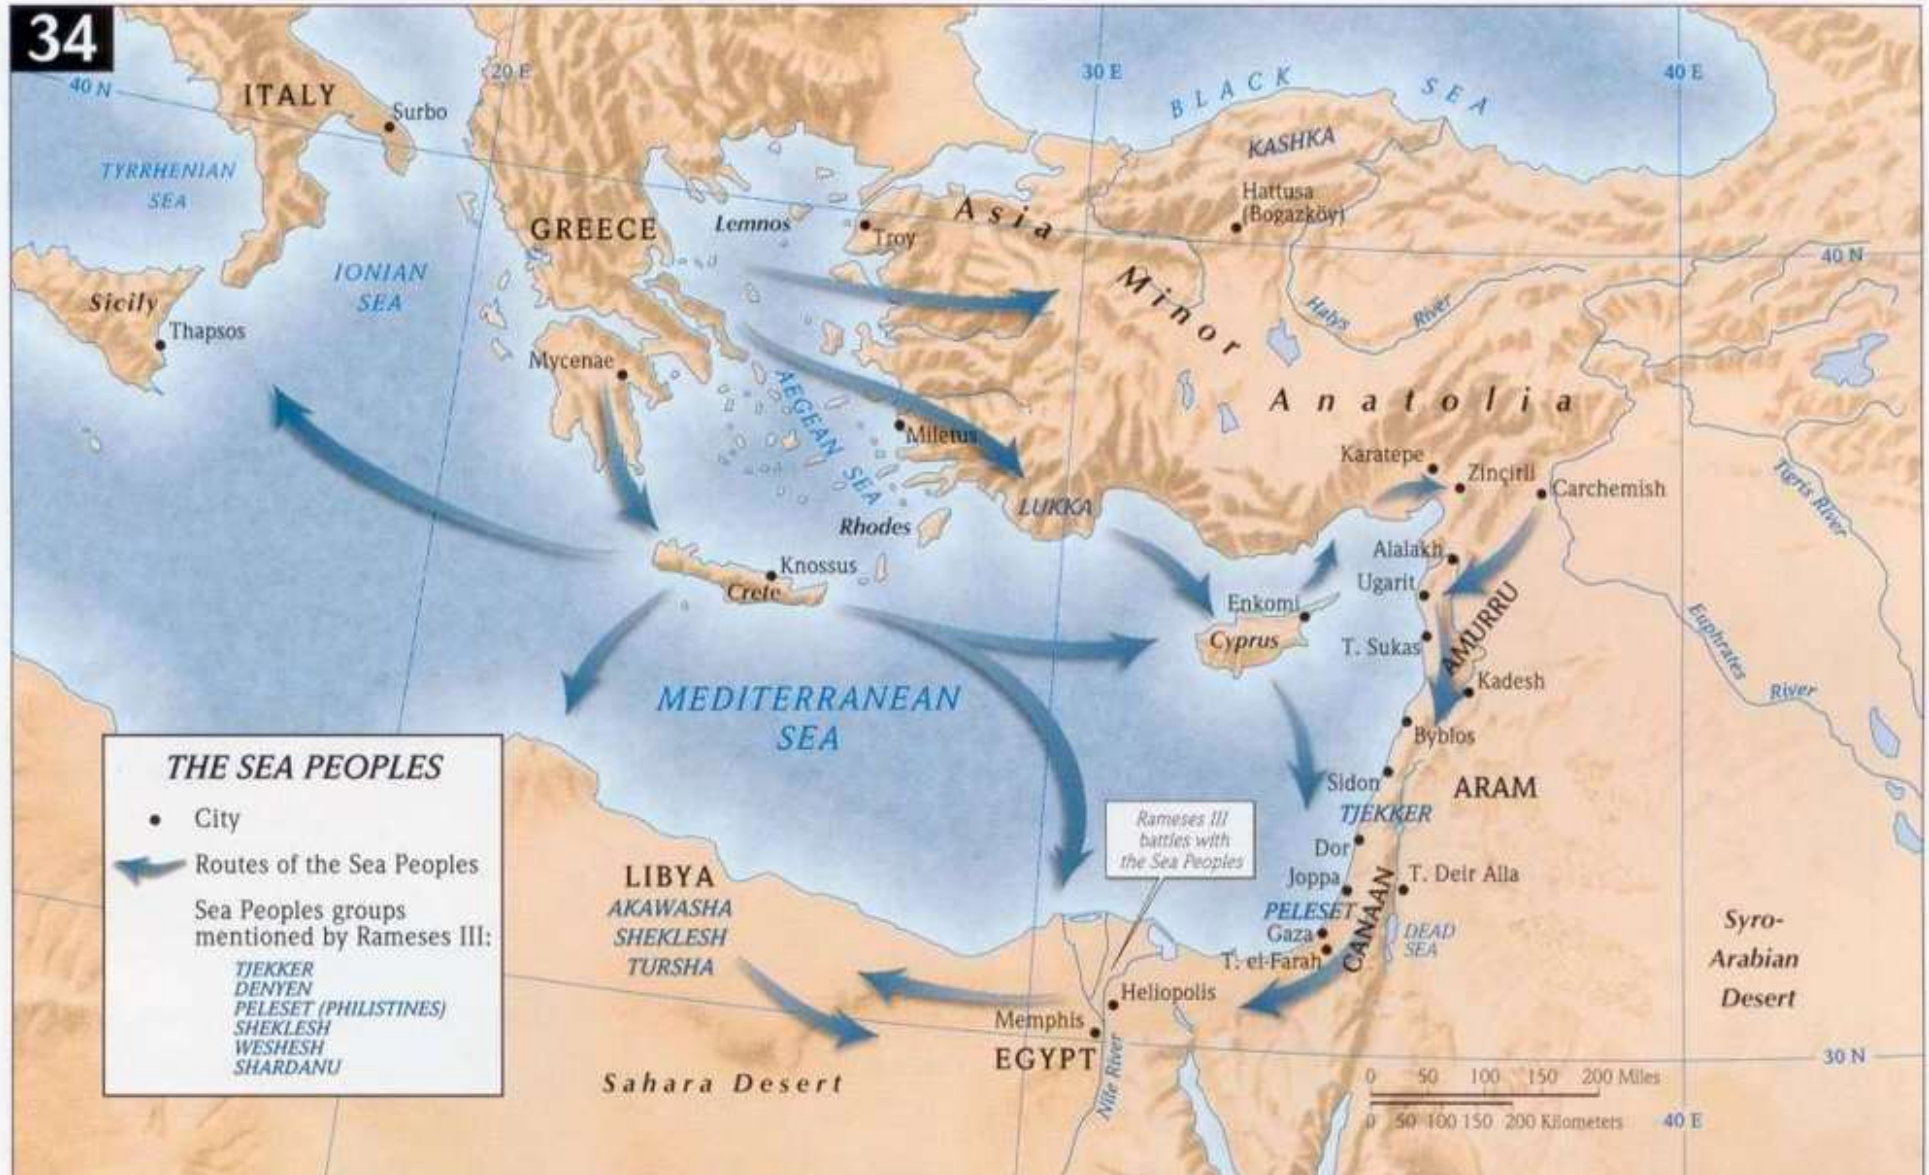 34
40 N
ITALY
Surbo
20 E
30 E
BLACK SEA
40 E
KASHKA
TYRRHENIAN
SEA
Hattusa
(Bogazköy)
GREECE
Lemnos
Troy
Asia
Minor
40 N
IONIAN
SEA
Sicily
Thapsos
Halys
River
Mycenae
AEGEAN SEA
Anatolia
Miletus
Karatepe
Zinçirli
Carchemish
Tigris River
LUKKA
Rhodes
Alalakh
Knossus
Crete
Ugarit
Enkomi
Cyprus
T. Sukas
AMURRU
Euphrates
River
Kadesh
MEDITERRANEAN
SEA
Byblos
THE SEA PEOPLES
City
Routes of the Sea Peoples
Sea Peoples groups
mentioned by Rameses III:
TJEKKER
DENYEN
PELESET (PHILISTINES)
SHEKLESH
WESHESH
SHARDANU
Sidon
ARAM
TJEKKER
Rameses III
battles with
the Sea Peoples
Dor
LIBYA
AKAWASHA
SHEKLESH
TURSHA
Joppa
T. Deir Alla
PELESET
CANAAN
Gaza
DEAD
SEA
T. el-Farah
Syro-
Arabian
Desert
Heliopolis
Memphis
EGYPT
Nile River
Sahara Desert
30 N
0 50 100 150 200 Miles
0 50 100 150 200 Kilometers
40 E